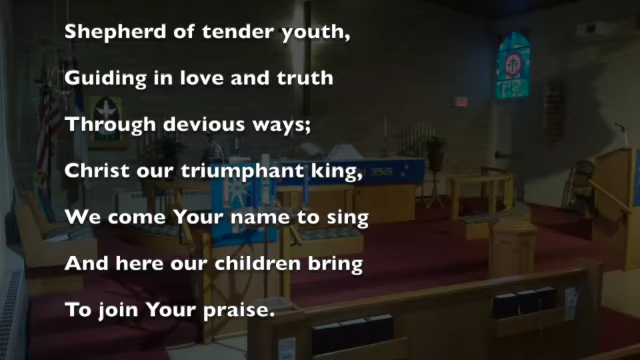 Shepherd of tender youth,
Guiding in love and truth
Through devious ways;
Christ our triumphant king,
We come Your name to sing
And here our children bring
To join Your praise.
JESUS